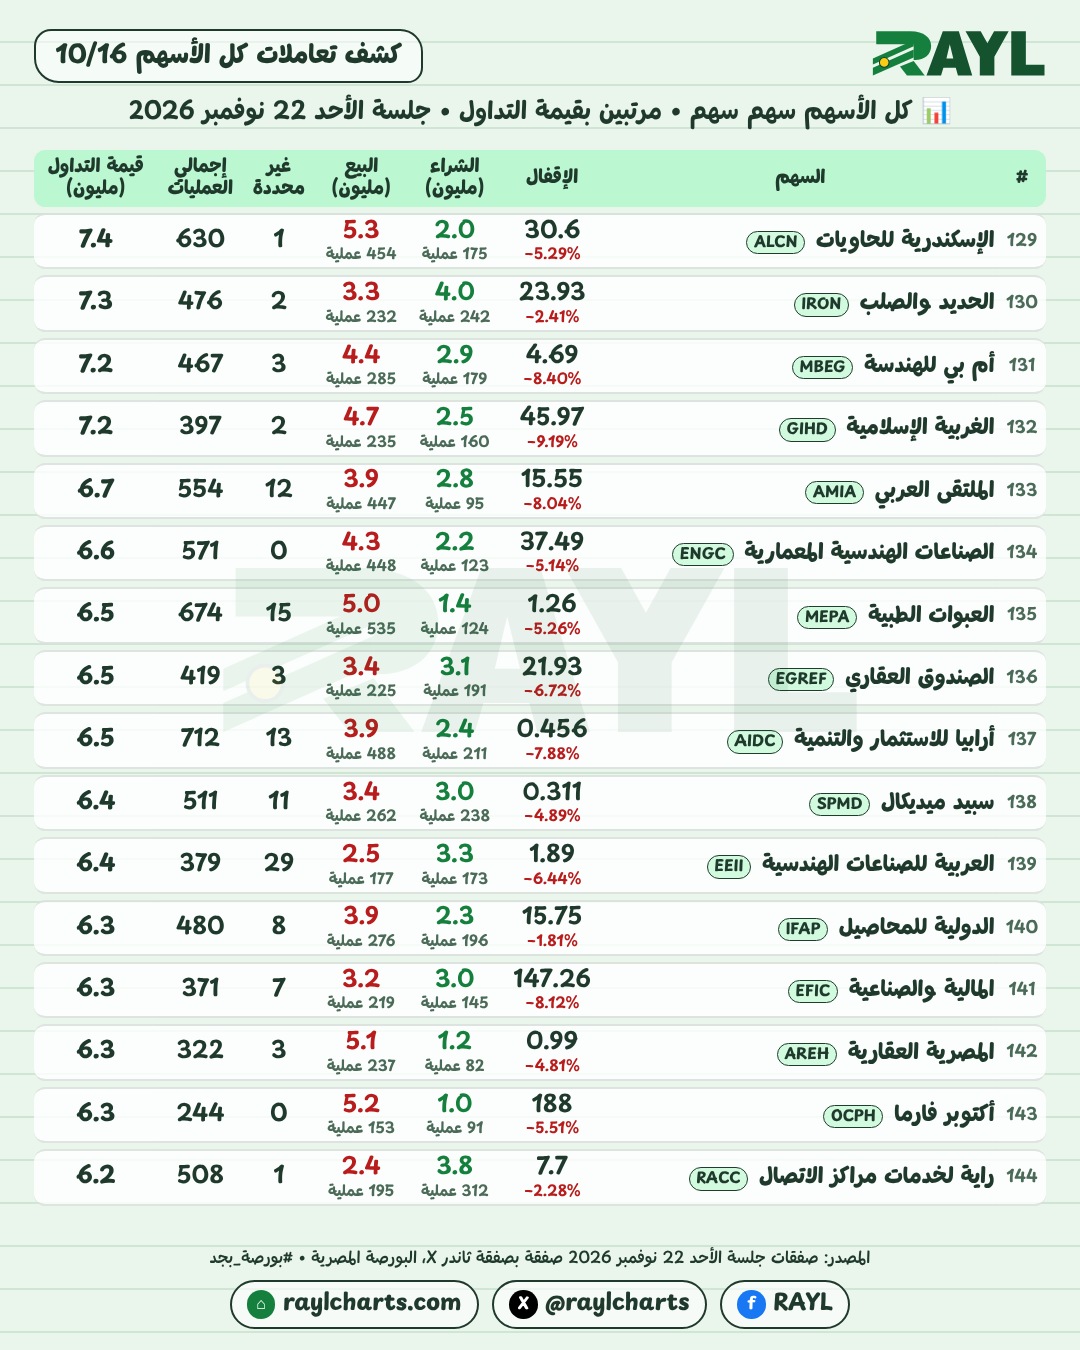 RAYL
كشف تعاملات كل الأسهم 10/16
📊 كل الأسهم سهم سهم • مرتبين بقيمة التداول • جلسة الأحد 22 نوفمبر 2026
# السهم الإقفال الشراء (مليون) البيع (مليون) غير محددة إجمالي العمليات قيمة التداول (مليون)
129 الإسكندرية للحاويات ALCN 30.6 2.0 5.3 1 630 7.4
-5.29% 175 عملية 454 عملية
130 الحديد والصلب IRON 23.93 4.0 3.3 2 476 7.3
-2.41% 242 عملية 232 عملية
131 أم بي للهندسة MBEG 4.69 2.9 4.4 3 467 7.2
-8.40% 179 عملية 285 عملية
132 الغربية الإسلامية GIHD 45.97 2.5 4.7 2 397 7.2
-9.19% 160 عملية 235 عملية
133 الملتقى العربي AMIA 15.55 2.8 3.9 12 554 6.7
-8.04% 95 عملية 447 عملية
134 الصناعات الهندسية المعمارية ENGC 37.49 2.2 4.3 0 571 6.6
-5.14% 123 عملية 448 عملية
135 العبوات الطبية MEPA 1.26 1.4 5.0 15 674 6.5
-5.26% 124 عملية 535 عملية
136 الصندوق العقاري EGREF 21.93 3.1 3.4 3 419 6.5
-6.72% 191 عملية 225 عملية
137 أرابيا للاستثمار والتنمية AIDC 0.456 2.4 3.9 13 712 6.5
-7.88% 211 عملية 488 عملية
138 سبيد ميديكال SPMD 0.311 3.0 3.4 11 511 6.4
-4.89% 238 عملية 262 عملية
139 العربية للصناعات الهندسية EEII 1.89 3.3 2.5 29 379 6.4
-6.44% 173 عملية 177 عملية
140 الدولية للمحاصيل IFAP 15.75 2.3 3.9 8 480 6.3
-1.81% 196 عملية 276 عملية
141 المالية والصناعية EFIC 147.26 3.0 3.2 7 371 6.3
-8.12% 145 عملية 219 عملية
142 المصرية العقارية AREH 0.99 1.2 5.1 3 322 6.3
-4.81% 82 عملية 237 عملية
143 أكتوبر فارما OCPH 188 1.0 5.2 0 244 6.3
-5.51% 91 عملية 153 عملية
144 راية لخدمات مراكز الاتصال RACC 7.7 3.8 2.4 1 508 6.2
-2.28% 312 عملية 195 عملية
المصدر: صفقات جلسة الأحد 22 نوفمبر 2026 صفقة بصفقة ثاندر X، البورصة المصرية • #بورصة_بجد
raylcharts.com @raylcharts RAYL